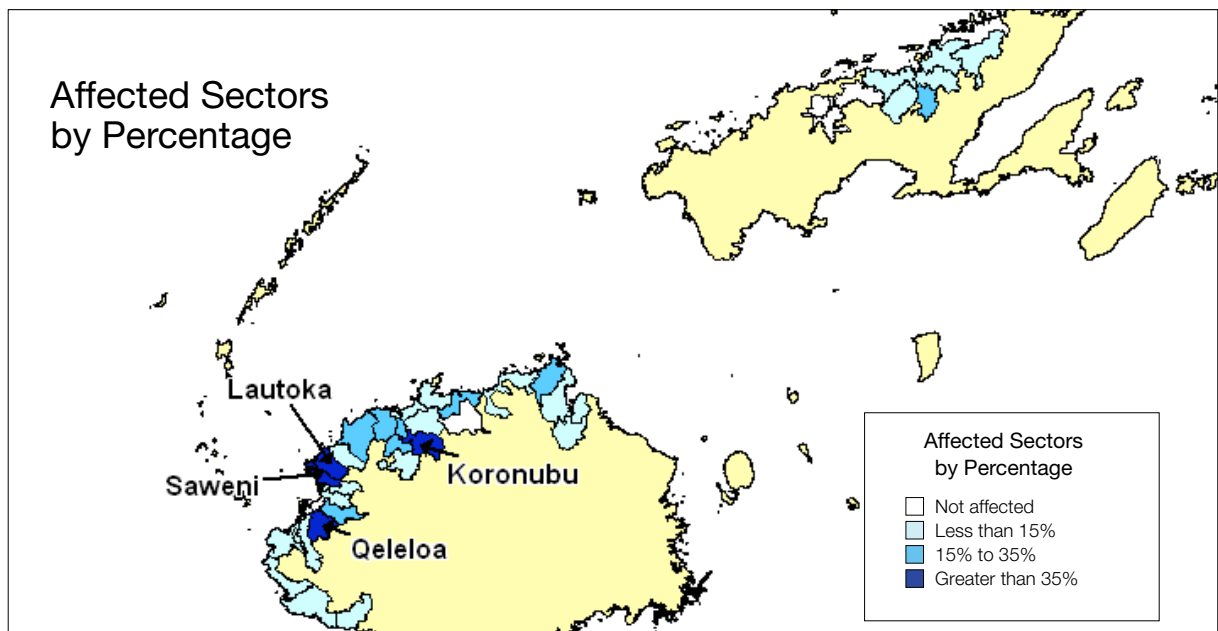 Affected Sectors
by Percentage
Lautoka
Saweni
Koronubu
Qeleloa
Affected Sectors
by Percentage
Not affected
Less than 15%
15% to 35%
Greater than 35%